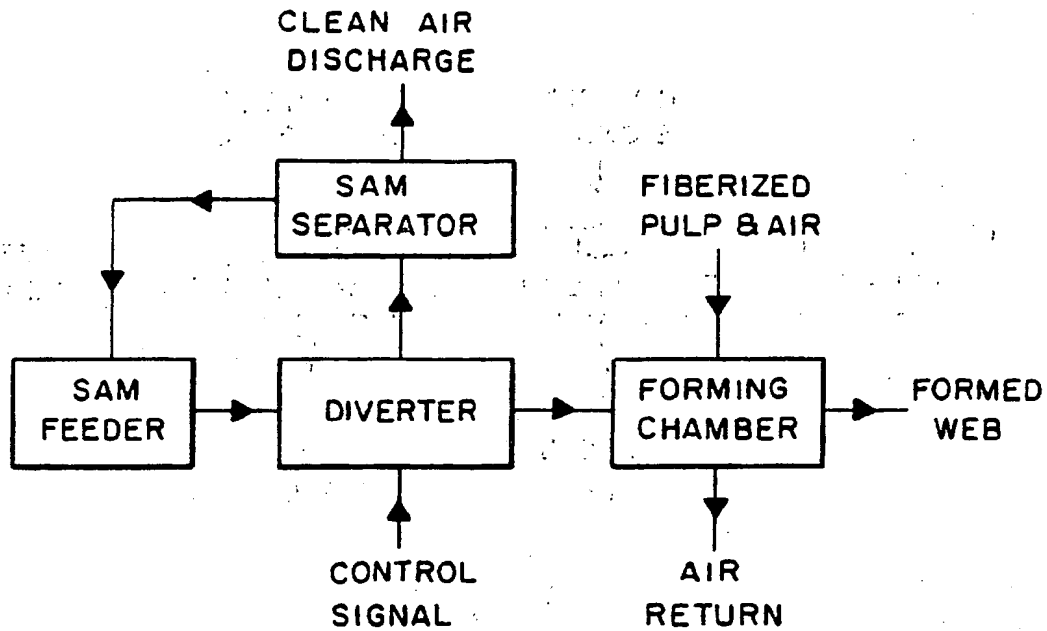 CLEAN AIR
DISCHARGE
SAM
SEPARATOR
FIBERIZED
PULP & AIR
SAM
FEEDER
DIVERTER
FORMING
CHAMBER
FORMED
WEB
CONTROL
SIGNAL
AIR
RETURN